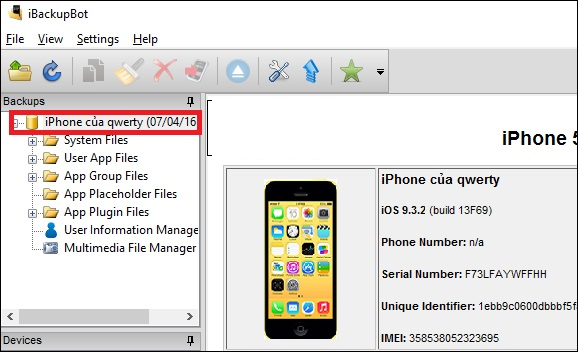 iBackupBot
File View Settings Help
Backups
iPhone của qwerty (07/04/16
System Files
User App Files
App Group Files
App Placeholder Files
App Plugin Files
User Information Manage
Multimedia File Manager
Devices
iPhone 5
iPhone của qwerty
iOS 9.3.2 (build 13F69)
Phone Number: n/a
Serial Number: F73LFAYWFFHH
Unique Identifier: 1ebb9c0600dbbbf5f
IMEI: 358538052323695